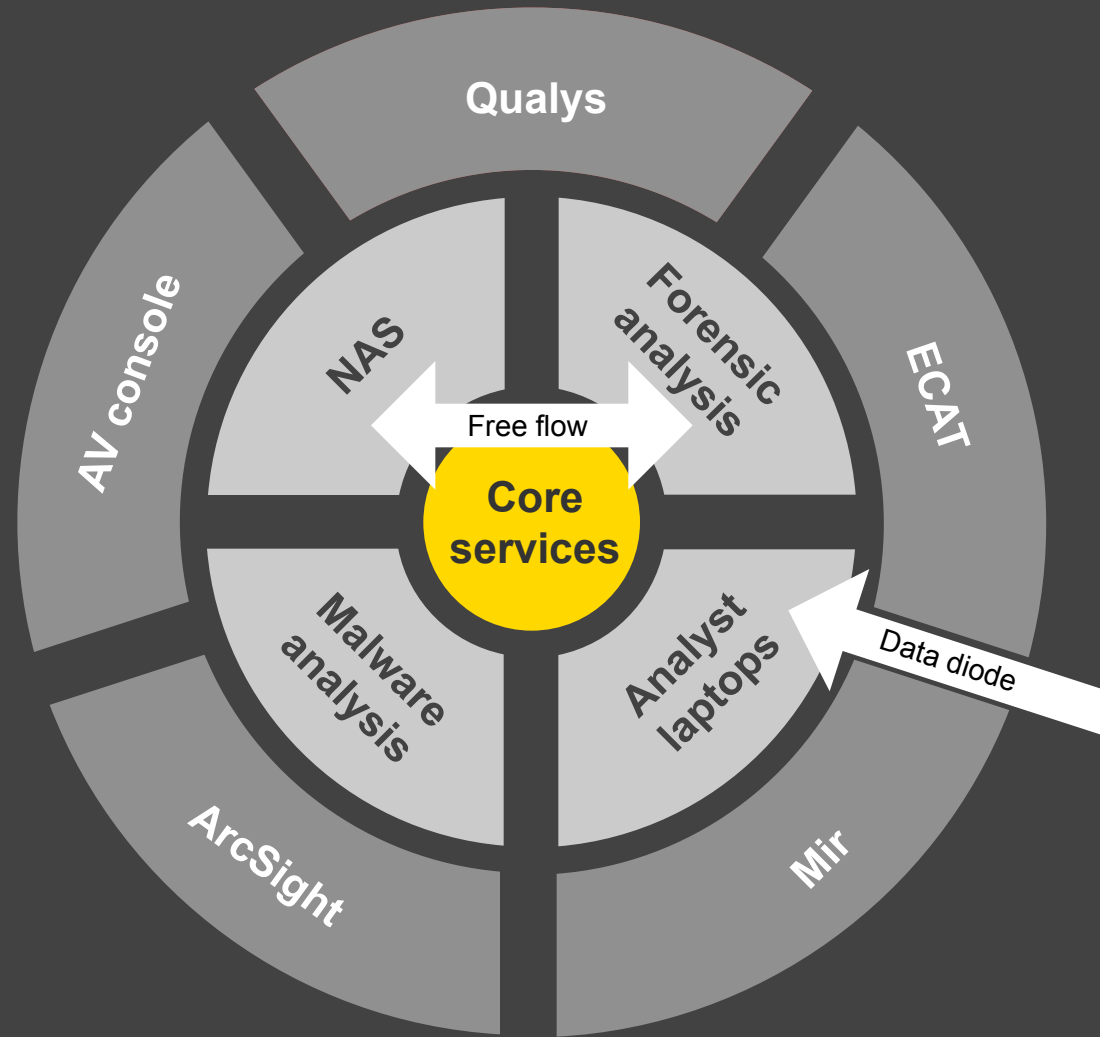 Qualys
AV console
ECAT
NAS
Forensic
analysis
Free flow
Core
services
Malware
analysis
Analyst
laptops
Data diode
ArcSight
Mir